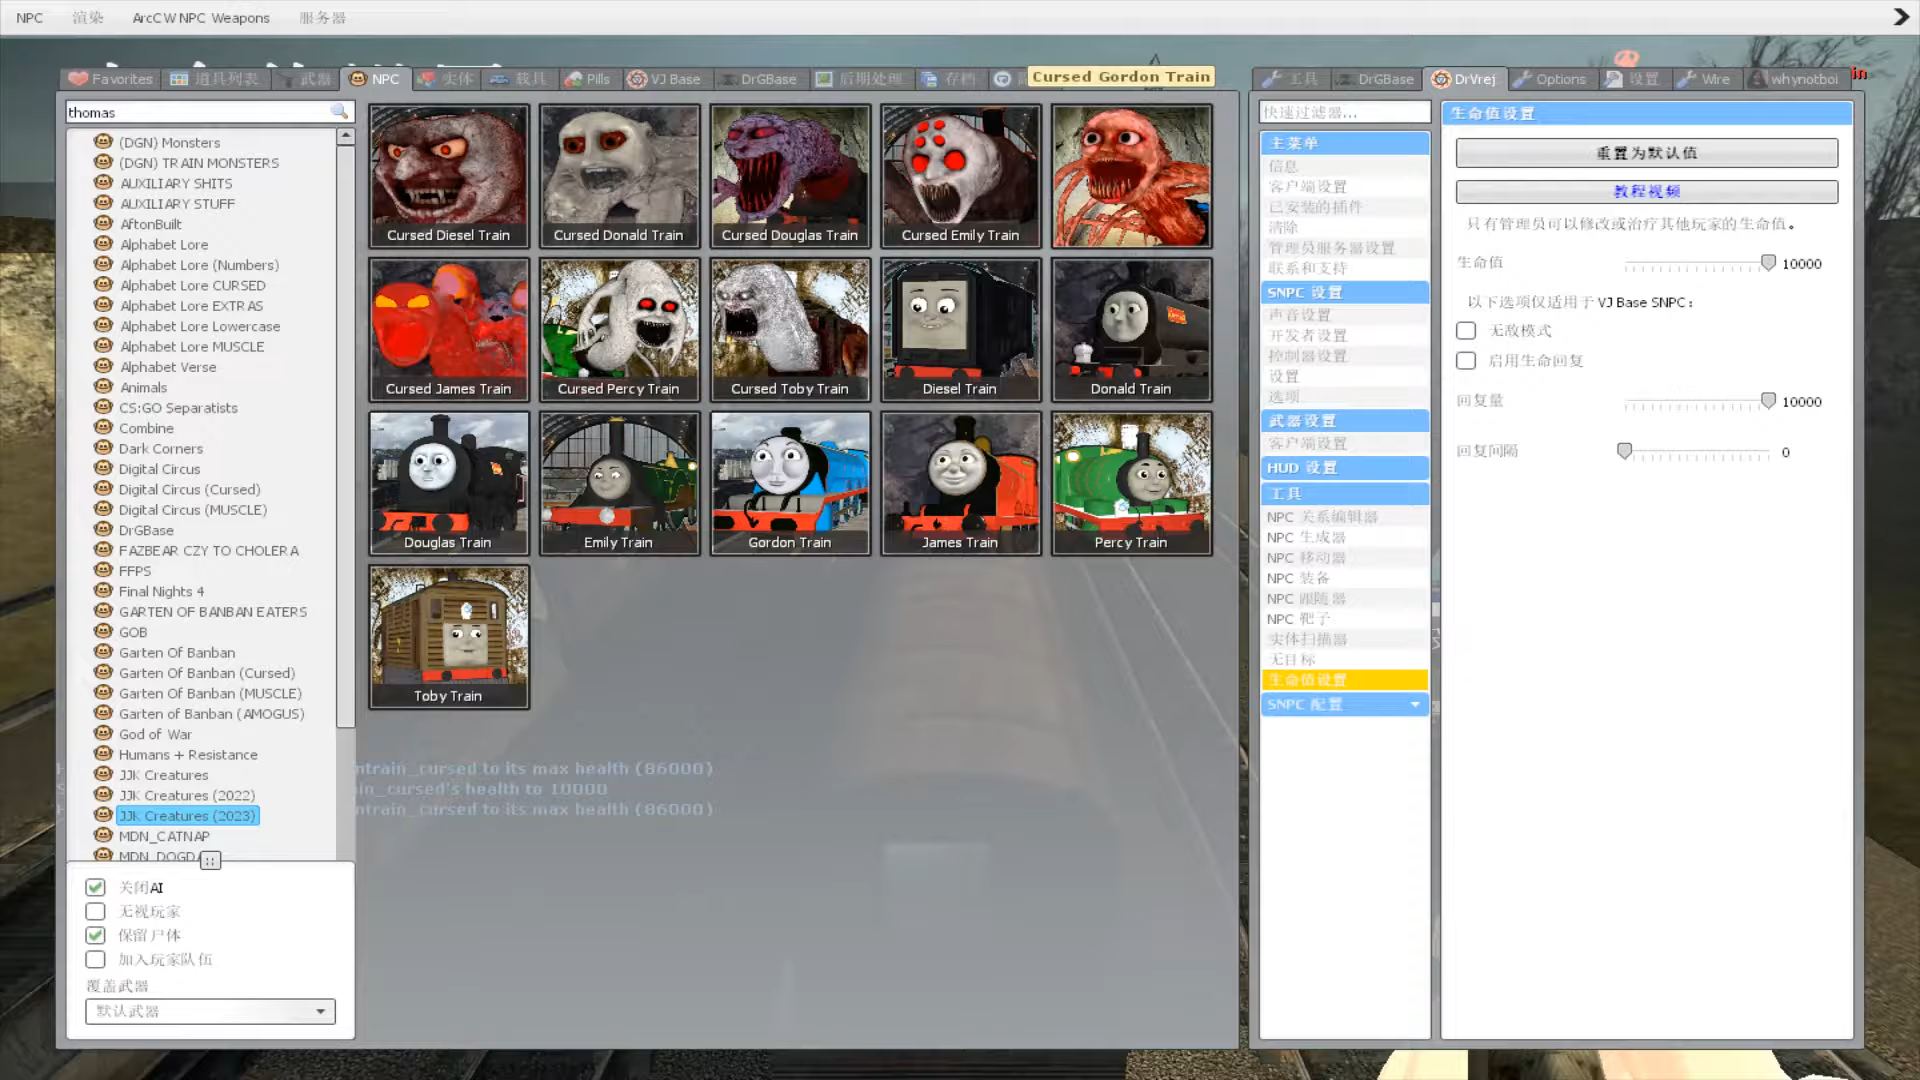 NPC 渲染 ArcCW NPC Weapons 服务器
Favorites 道具列表 武器 NPC 实体 载具 Pills VJ Base DrGBase 后期处理 存档
Cursed Gordon Train
工具 DrGBase DrVrej Options 设置 Wire whynotboi
in
thomas
(DGN) Monsters
(DGN) TRAIN MONSTERS
AUXILIARY SHITS
AUXILIARY STUFF
AftonBuilt
Alphabet Lore
Alphabet Lore (Numbers)
Alphabet Lore CURSED
Alphabet Lore EXTRAS
Alphabet Lore Lowercase
Alphabet Lore MUSCLE
Alphabet Verse
Animals
CS:GO Separatists
Combine
Dark Corners
Digital Circus
Digital Circus (Cursed)
Digital Circus (MUSCLE)
DrGBase
FAZBEAR CZY TO CHOLERA
FFPS
Final Nights 4
GARTEN OF BANBAN EATERS
GOB
Garten Of Banban
Garten Of Banban (Cursed)
Garten Of Banban (MUSCLE)
Garten of Banban (AMOGUS)
God of War
Humans + Resistance
JJK Creatures
JJK Creatures (2022)
JJK Creatures (2023)
MDN_CATNAP
MDN_DOGDA
关闭AI
无视玩家
保留尸体
加入玩家队伍
覆盖武器
默认武器
Cursed Diesel Train
Cursed Donald Train
Cursed Douglas Train
Cursed Emily Train
Cursed James Train
Cursed Percy Train
Cursed Toby Train
Diesel Train
Donald Train
Douglas Train
Emily Train
Gordon Train
James Train
Percy Train
Toby Train
ntrain_cursed to its max health (86000)
in_cursed's health to 10000
ntrain_cursed to its max health (86000)
快速过滤器...
主菜单
信息
客户端设置
已安装的插件
清除
管理员服务器设置
联系和支持
SNPC 设置
声音设置
开发者设置
控制器设置
设置
选项
武器设置
客户端设置
HUD 设置
工具
NPC 关系编辑器
NPC 生成器
NPC 移动器
NPC 装备
NPC 跟随器
NPC 靶子
实体扫描器
无目标
生命值设置
SNPC 配置
生命值设置
重置为默认值
教程视频
只有管理员可以修改或治疗其他玩家的生命值。
生命值 10000
以下选项仅适用于 VJ Base SNPC：
无敌模式
启用生命回复
回复量 10000
回复间隔 0